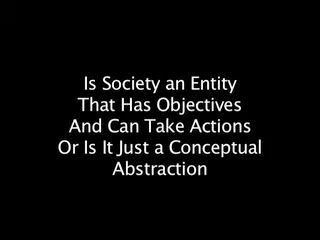 Is Society an Entity
That Has Objectives
And Can Take Actions
Or Is It Just a Conceptual
Abstraction